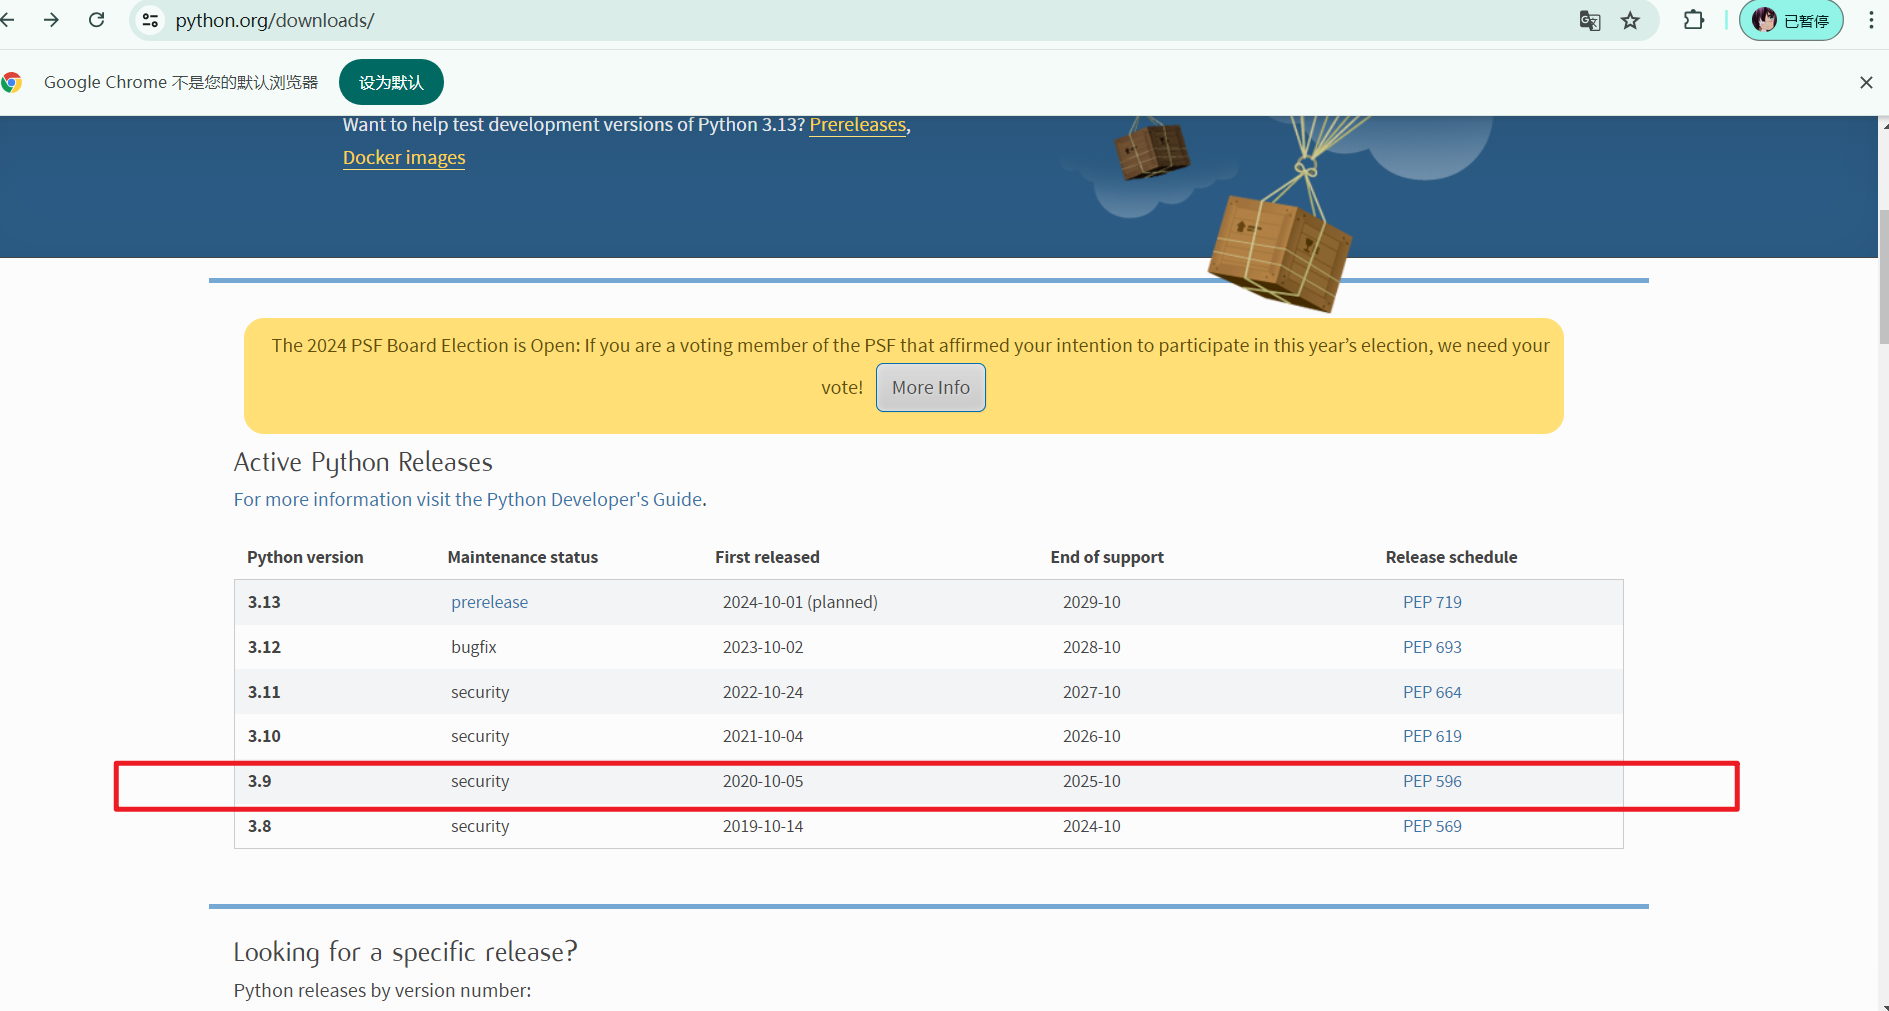 python.org/downloads/
已暂停
Google Chrome 不是您的默认浏览器
设为默认
Want to help test development versions of Python 3.13? Prereleases,
Docker images
The 2024 PSF Board Election is Open: If you are a voting member of the PSF that affirmed your intention to participate in this year’s election, we need your
vote! More Info
Active Python Releases
For more information visit the Python Developer's Guide.
Python version Maintenance status First released End of support Release schedule
3.13 prerelease 2024-10-01 (planned) 2029-10 PEP 719
3.12 bugfix 2023-10-02 2028-10 PEP 693
3.11 security 2022-10-24 2027-10 PEP 664
3.10 security 2021-10-04 2026-10 PEP 619
3.9 security 2020-10-05 2025-10 PEP 596
3.8 security 2019-10-14 2024-10 PEP 569
Looking for a specific release?
Python releases by version number: